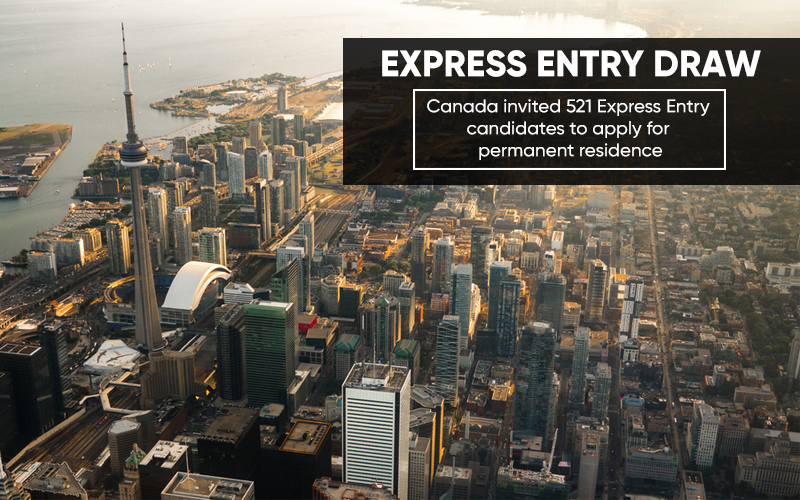 EXPRESS ENTRY DRAW
Canada invited 521 Express Entry
candidates to apply for
permanent residence